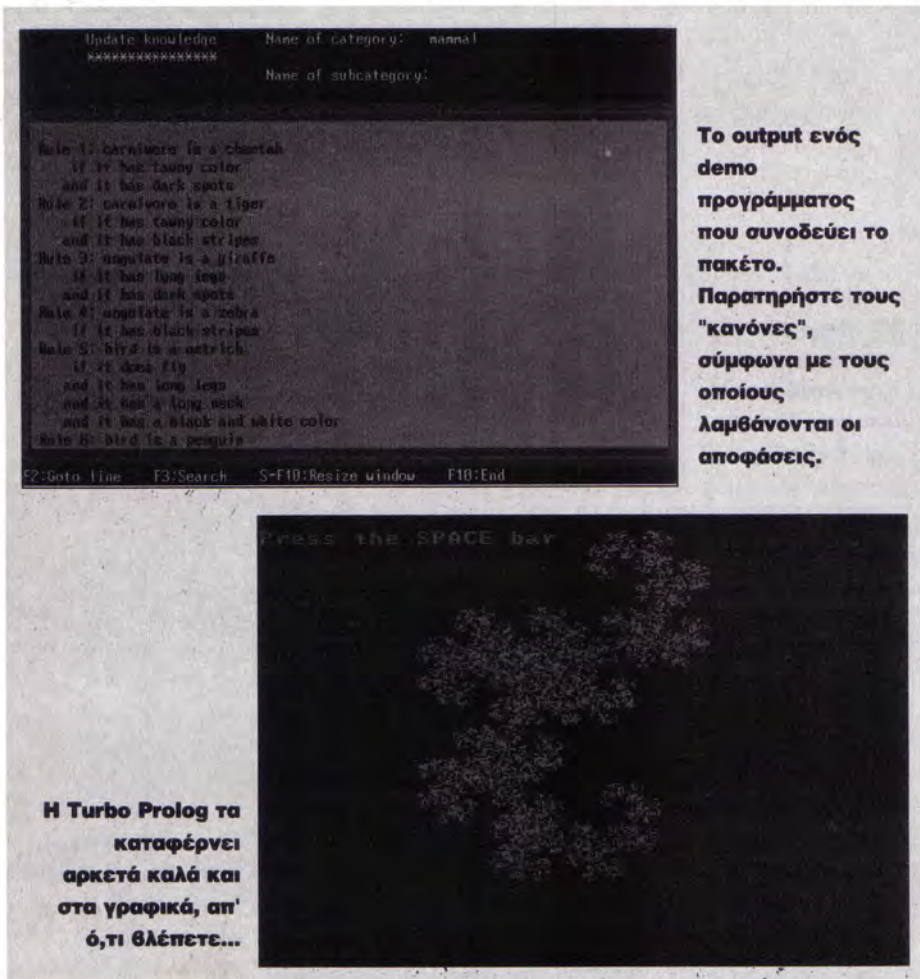 Update knowledge
Name of category: mammal
****************
Name of subcategory:
Rule 1: carnivore is a cheetah
if it has tawny color
and it has dark spots
Rule 2: carnivore is a tiger
if it has tawny color
and it has black stripes
Rule 3: ungulate is a giraffe
if it has long legs
and it has dark spots
Rule 4: ungulate is a zebra
if it has black stripes
Rule 5: bird is a ostrich
if it does fly
and it has long legs
and it has a long neck
and it has a black and white color
Rule 6: bird is a penguin
F2:Goto line F3:Search S-F10:Resize window F10:End
Το output ενός
demo
προγράμματος
που συνοδεύει το
πακέτο.
Παρατηρήστε τους
"κανόνες",
σύμφωνα με τους
οποίους
λαμβάνονται οι
αποφάσεις.
Press the SPACE bar
Η Turbo Prolog τα
καταφέρνει
αρκετά καλά και
στα γραφικά, απ'
ό,τι βλέπετε...